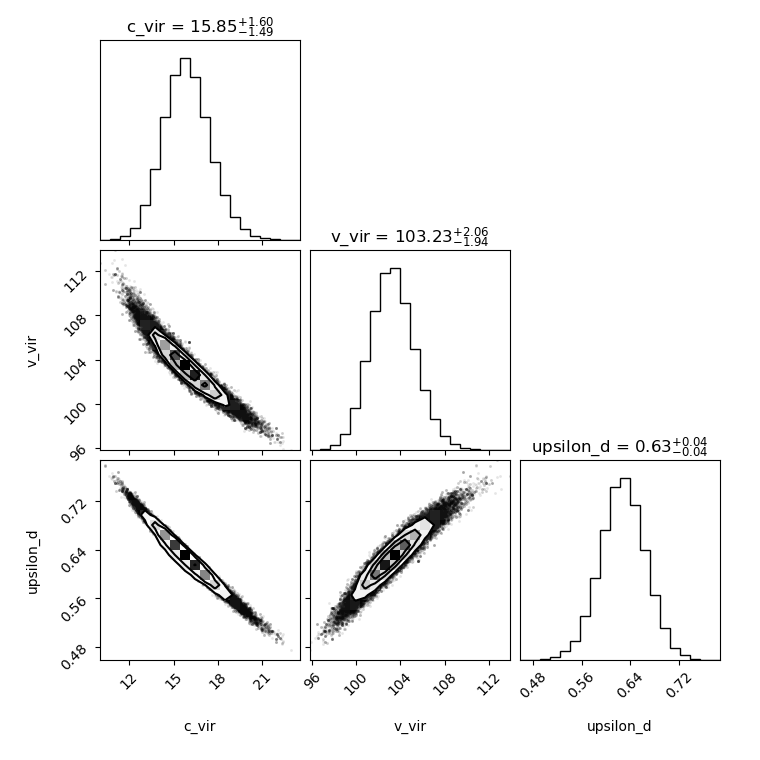 c_vir = 15.85^{+1.60}_{-1.49}
v_vir = 103.23^{+2.06}_{-1.94}
112
108
104
100
96
v_vir
upsilon_d = 0.63^{+0.04}_{-0.04}
0.72
0.64
0.56
0.48
upsilon_d
12 15 18 21
96 100 104 108 112
0.48 0.56 0.64 0.72
c_vir
v_vir
upsilon_d